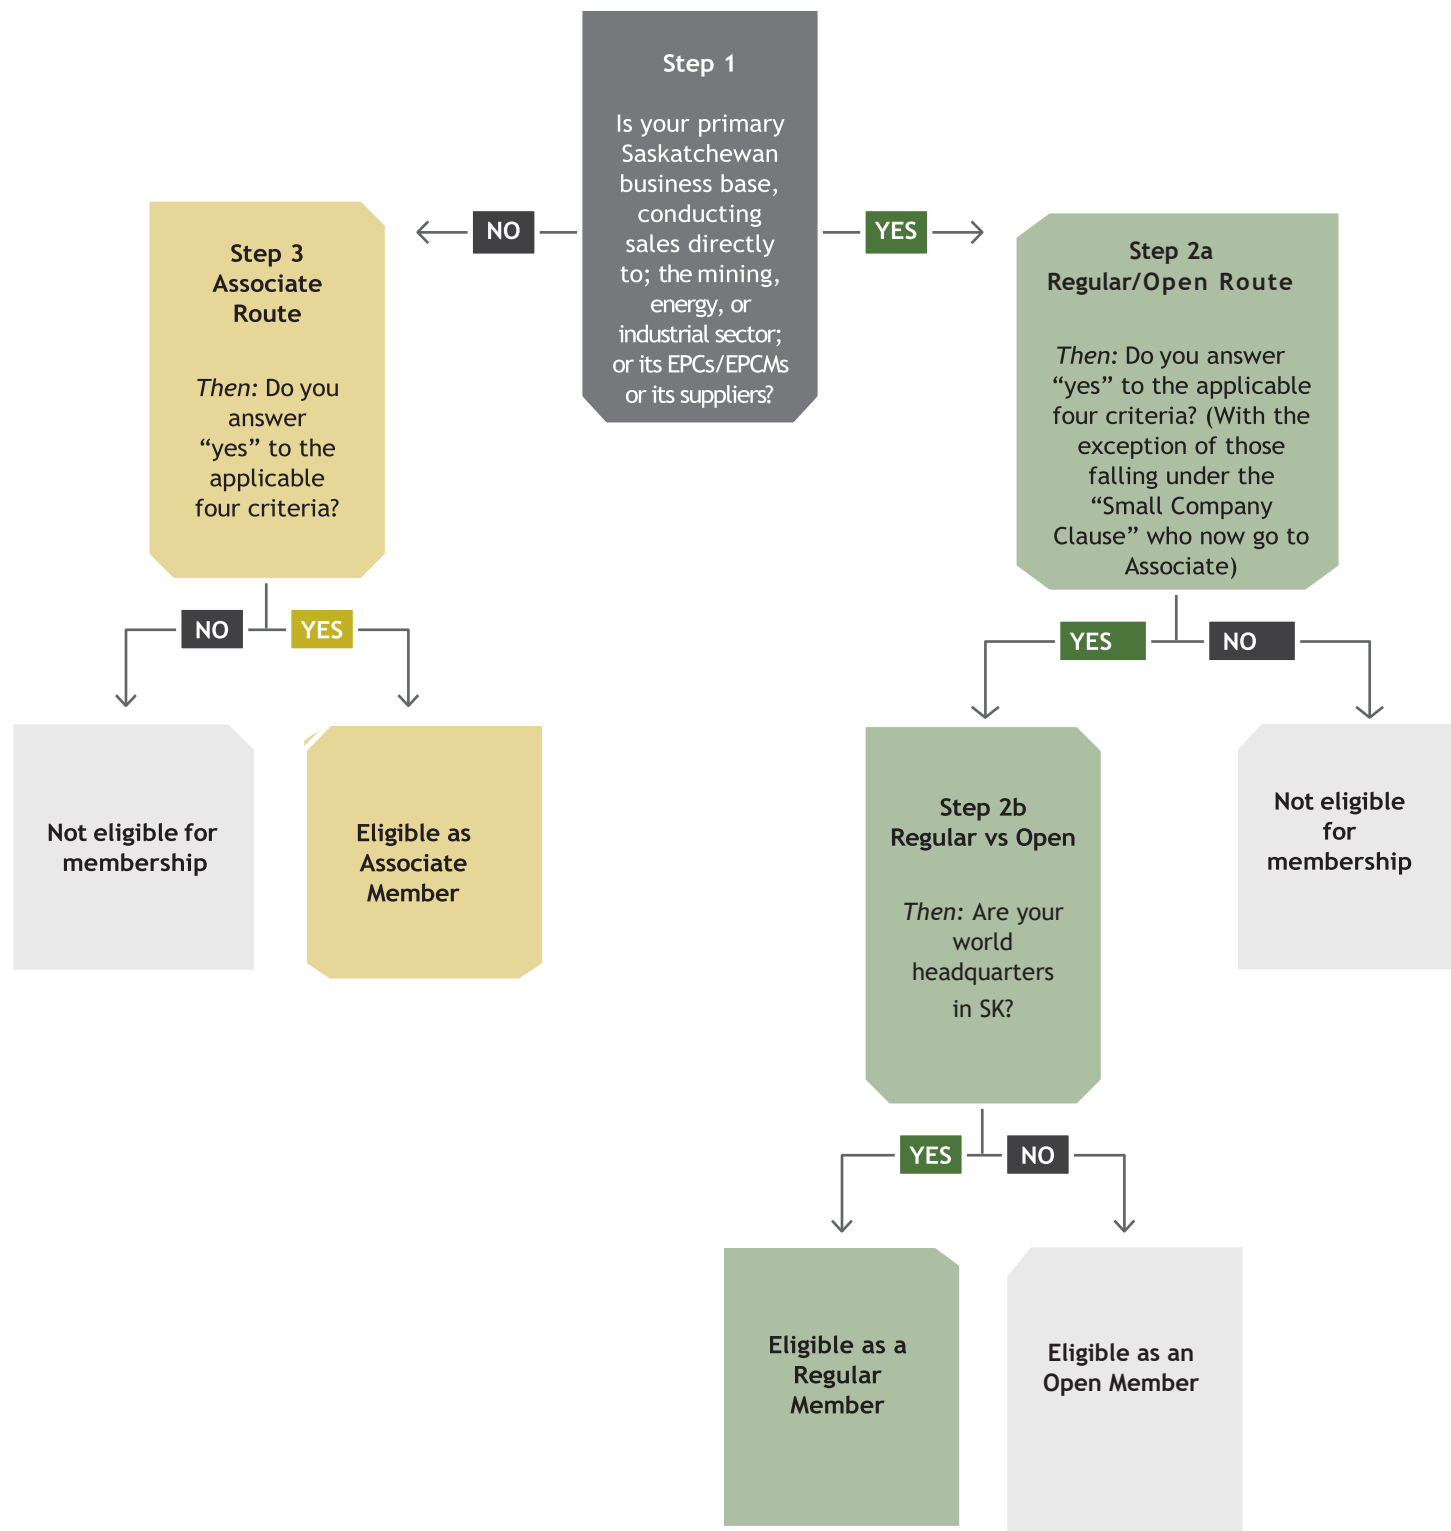 Step 1
Is your primary
Saskatchewan
business base,
conducting
sales directly
to; the mining,
energy, or
industrial sector;
or its EPCs/EPCMs
or its suppliers?
NO
YES
Step 3
Associate
Route
Then: Do you
answer
“yes” to the
applicable
four criteria?
Step 2a
Regular/Open Route
Then: Do you answer
“yes” to the applicable
four criteria? (With the
exception of those
falling under the
“Small Company
Clause” who now go to
Associate)
NO
YES
YES
NO
Not eligible for
membership
Eligible as
Associate
Member
Step 2b
Regular vs Open
Then: Are your
world
headquarters
in SK?
Not eligible
for
membership
YES
NO
Eligible as a
Regular
Member
Eligible as an
Open Member